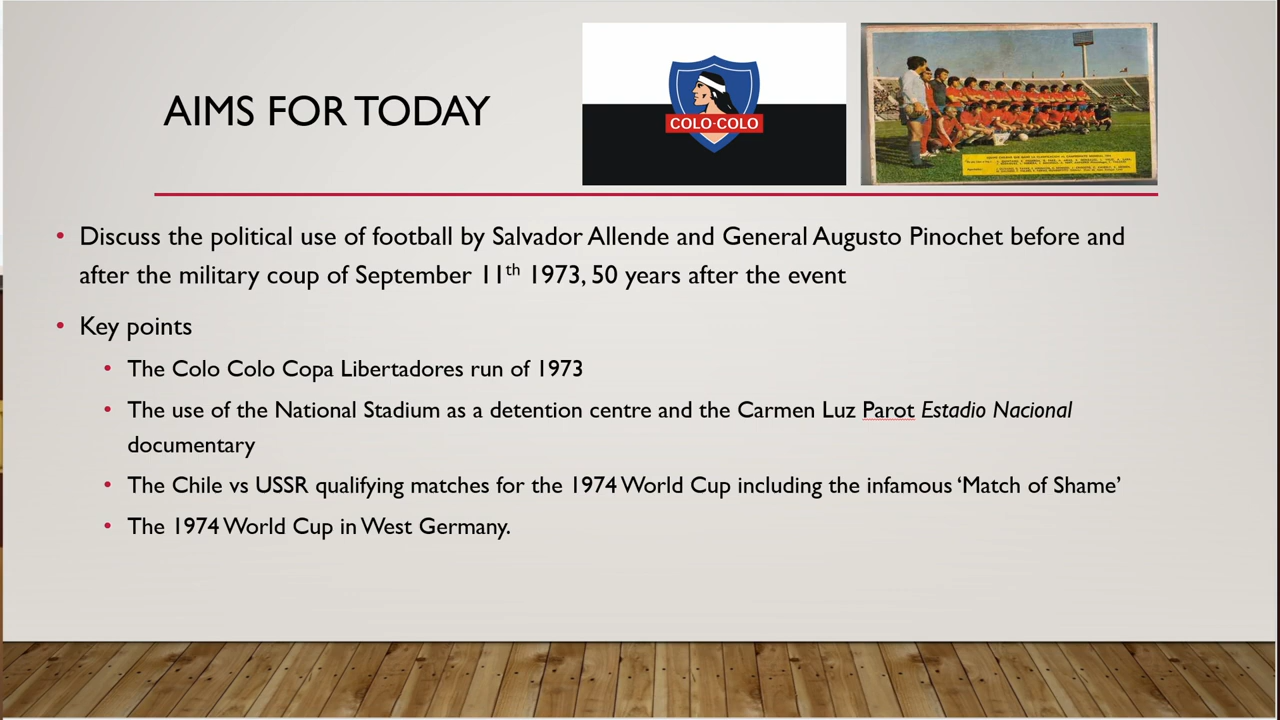 AIMS FOR TODAY
COLO-COLO
Discuss the political use of football by Salvador Allende and General Augusto Pinochet before and
after the military coup of September 11th 1973, 50 years after the event
Key points
The Colo Colo Copa Libertadores run of 1973
The use of the National Stadium as a detention centre and the Carmen Luz Parot Estadio Nacional
documentary
The Chile vs USSR qualifying matches for the 1974 World Cup including the infamous ‘Match of Shame’
The 1974 World Cup in West Germany.